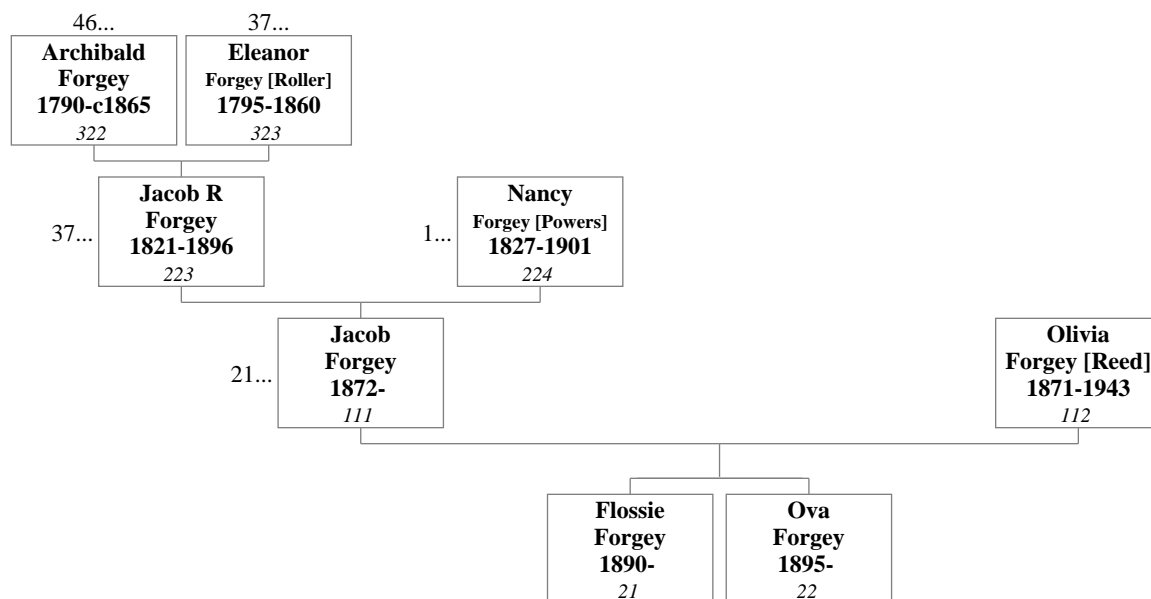 46...
37...
Archibald
Forgey
1790-c1865
322
Eleanor
Forgey [Roller]
1795-1860
323
37...
Jacob R
Forgey
1821-1896
223
1...
Nancy
Forgey [Powers]
1827-1901
224
21...
Jacob
Forgey
1872-
111
Olivia
Forgey [Reed]
1871-1943
112
Flossie
Forgey
1890-
21
Ova
Forgey
1895-
22